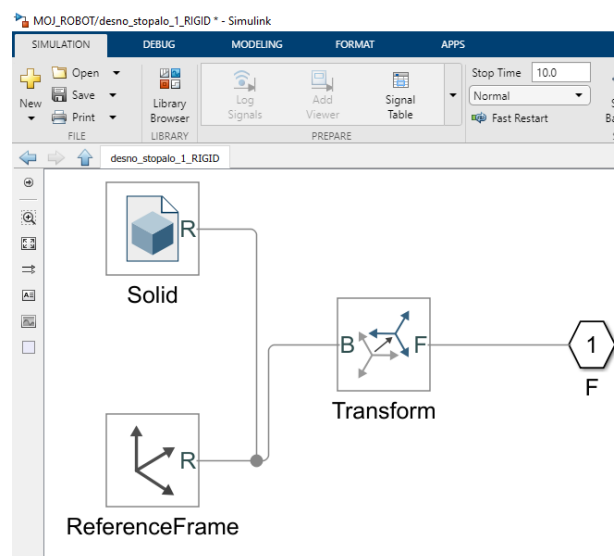 MOJ_ROBOT/desno_stopalo_1_RIGID * - Simulink
SIMULATION DEBUG MODELING FORMAT APPS
New
Open
Save
Print
FILE
Library
Browser
LIBRARY
Log
Signals
Add
Viewer
Signal
Table
PREPARE
Stop Time 10.0
Normal
Fast Restart
desno_stopalo_1_RIGID
R
Solid
B F
Transform
1
F
R
ReferenceFrame